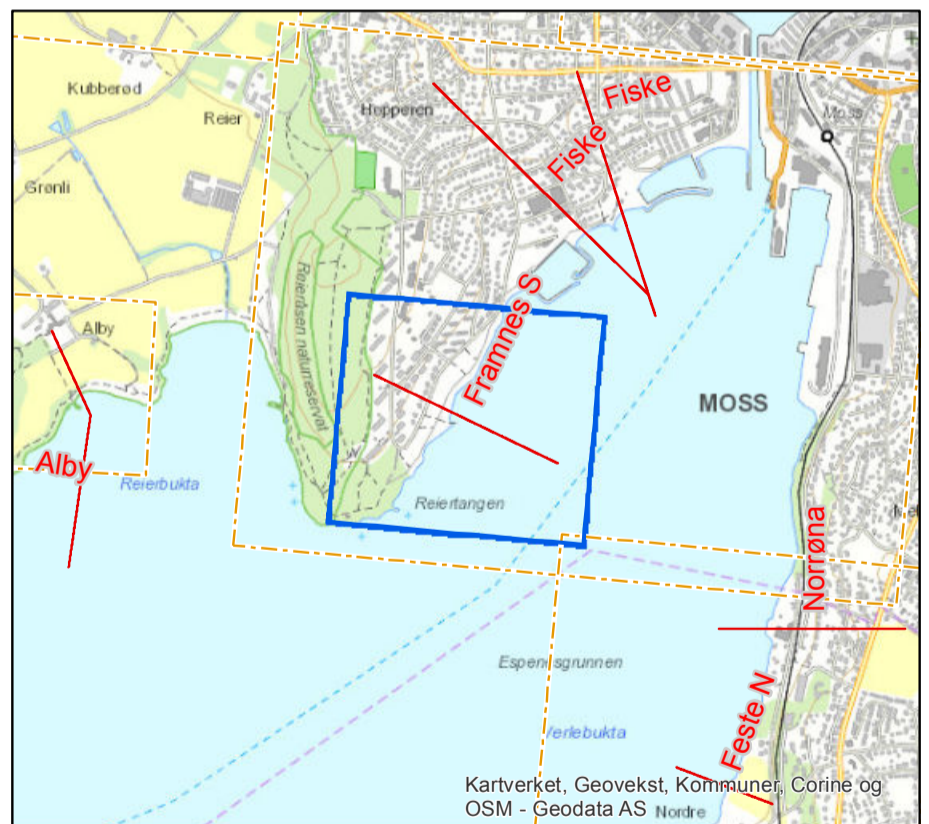 Kubberød
Reier
Hopperen
Fiske
Fiske
Moss
Grønli
Alby
Reieråsen naturreservat
Framnes S
MOSS
Alby
Reierbukta
Reiertangen
Norrøna
Espenesgrunnen
Feste N
Verlebukta
Kartverket, Geovekst, Kommuner, Corine og
OSM - Geodata AS
Nordre